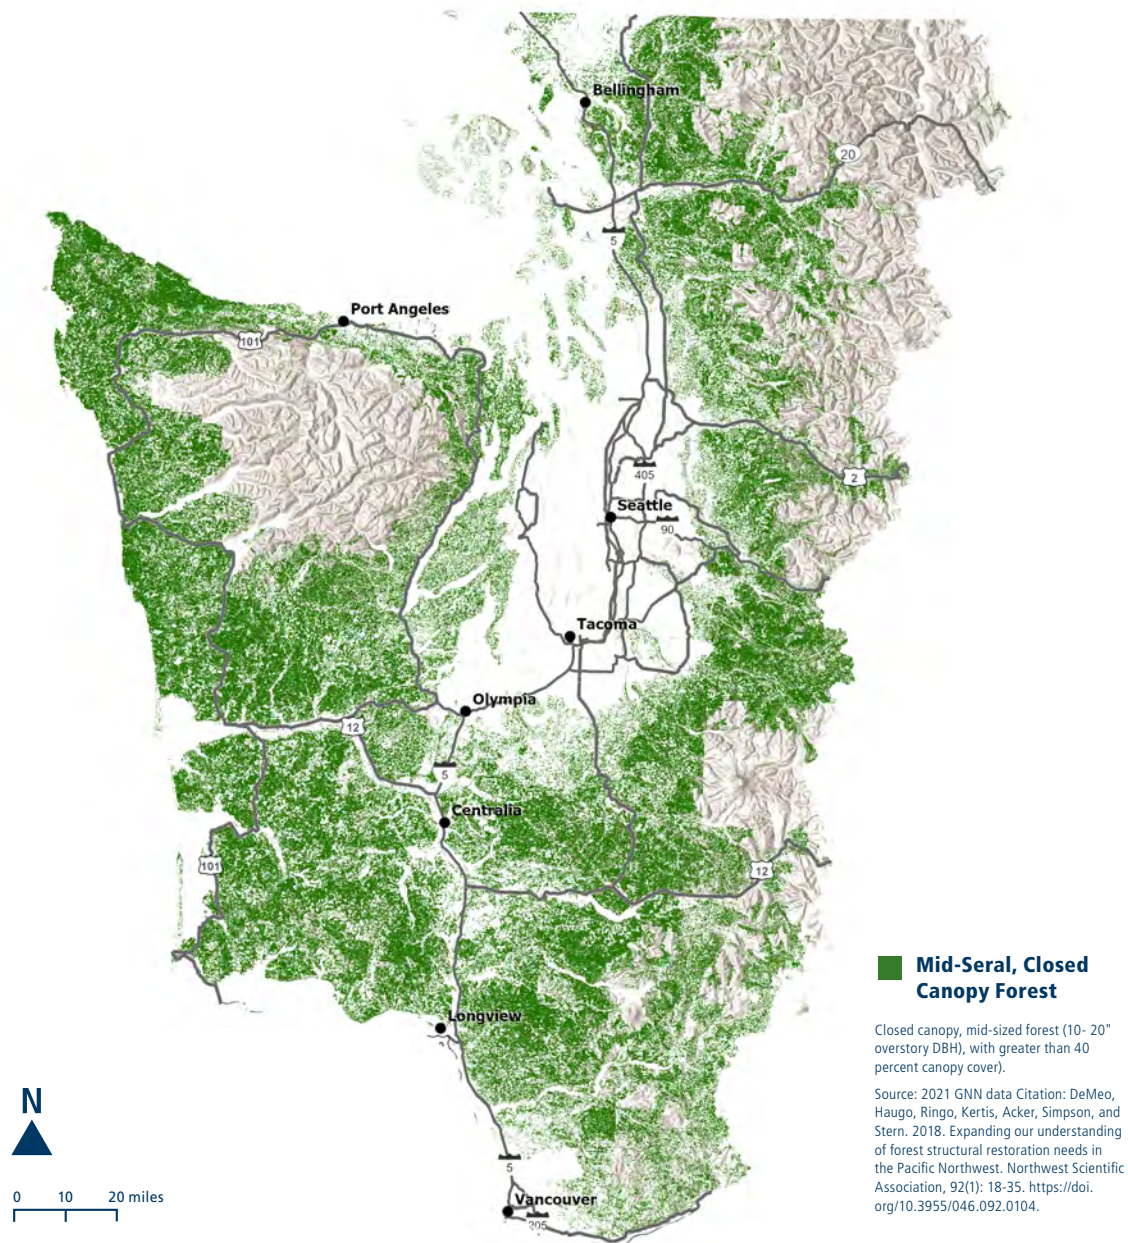 Bellingham
20
5
Port Angeles
101
405
2
Seattle
90
Tacoma
Olympia
12
5
Centralia
101
12
Mid-Seral, Closed
Canopy Forest
Closed canopy, mid-sized forest (10- 20"
overstory DBH), with greater than 40
percent canopy cover).
Source: 2021 GNN data Citation: DeMeo,
Haugo, Ringo, Kertis, Acker, Simpson, and
Stern. 2018. Expanding our understanding
of forest structural restoration needs in
the Pacific Northwest. Northwest Scientific
Association, 92(1): 18-35. https://doi.
org/10.3955/046.092.0104.
Longview
N
5
0 10 20 miles
Vancouver
205